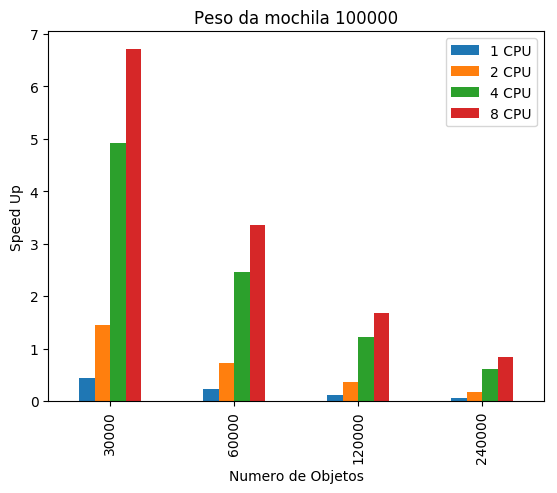 Peso da mochila 100000
1 CPU
2 CPU
4 CPU
8 CPU
Speed Up
7
6
5
4
3
2
1
0
30000
60000
120000
240000
Numero de Objetos